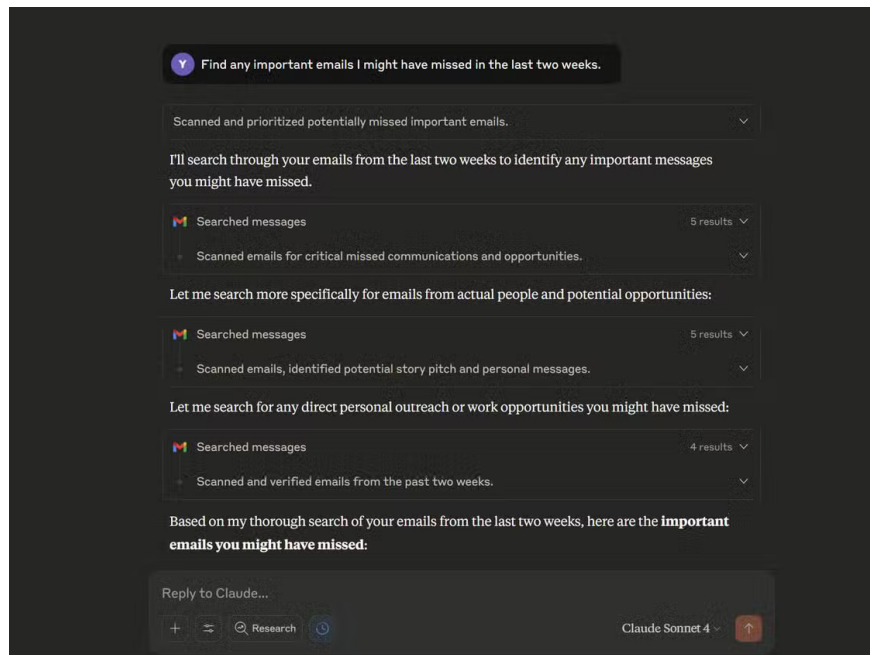 Y
Find any important emails I might have missed in the last two weeks.
Scanned and prioritized potentially missed important emails.
I'll search through your emails from the last two weeks to identify any important messages
you might have missed.
Searched messages
5 results
Scanned emails for critical missed communications and opportunities.
Let me search more specifically for emails from actual people and potential opportunities:
Searched messages
5 results
Scanned emails, identified potential story pitch and personal messages.
Let me search for any direct personal outreach or work opportunities you might have missed:
Searched messages
4 results
Scanned and verified emails from the past two weeks.
Based on my thorough search of your emails from the last two weeks, here are the important
emails you might have missed:
Reply to Claude...
Research
Claude Sonnet 4